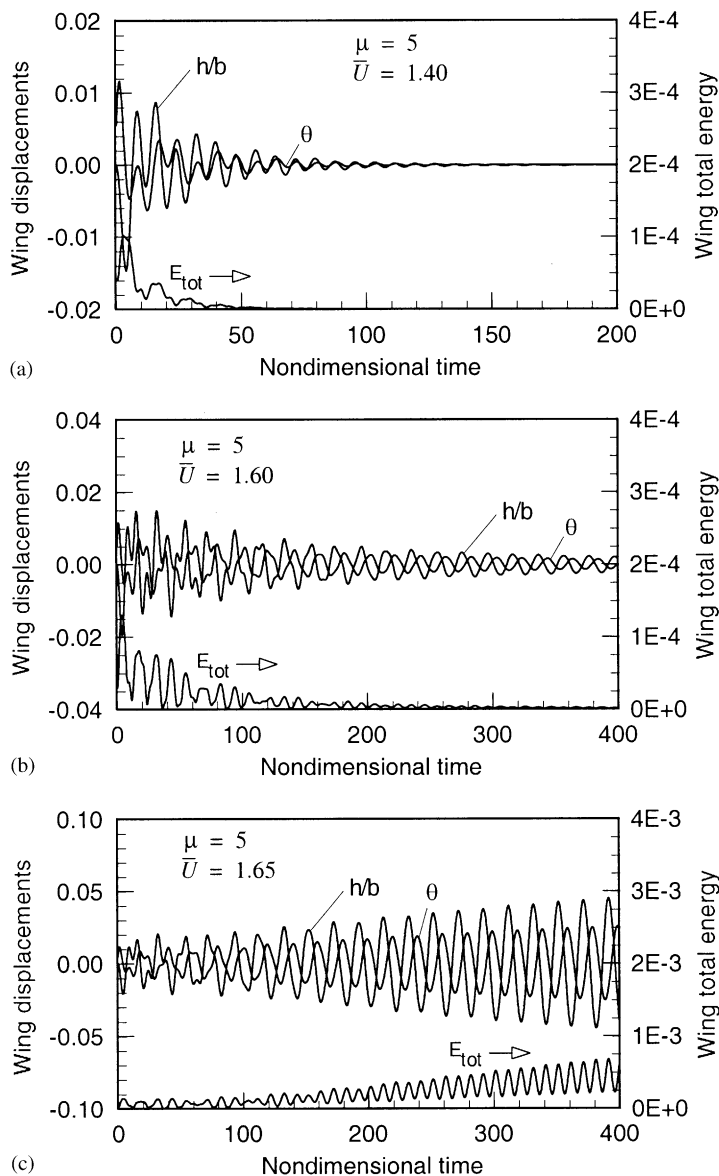 0.02
0.01
0.00
-0.01
-0.02
Wing displacements
4E-4
3E-4
2E-4
1E-4
0E+0
Wing total energy
μ = 5
Ū = 1.40
h/b
θ
E_tot
0 50 100 150 200
Nondimensional time
(a)
0.04
0.02
0.00
-0.02
-0.04
Wing displacements
4E-4
3E-4
2E-4
1E-4
0E+0
Wing total energy
μ = 5
Ū = 1.60
h/b
θ
E_tot
0 100 200 300 400
Nondimensional time
(b)
0.10
0.05
0.00
-0.05
-0.10
Wing displacements
4E-3
3E-3
2E-3
1E-3
0E+0
Wing total energy
μ = 5
Ū = 1.65
h/b
θ
E_tot
0 100 200 300 400
Nondimensional time
(c)